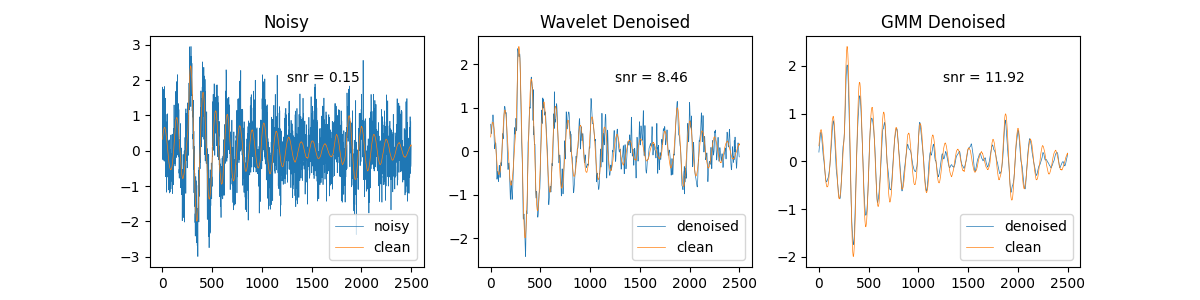 Noisy
3
2
1
0
−1
−2
−3
snr = 0.15
noisy
clean
0
500
1000
1500
2000
2500
Wavelet Denoised
2
1
0
−1
−2
snr = 8.46
denoised
clean
0
500
1000
1500
2000
2500
GMM Denoised
2
1
0
−1
−2
snr = 11.92
denoised
clean
0
500
1000
1500
2000
2500